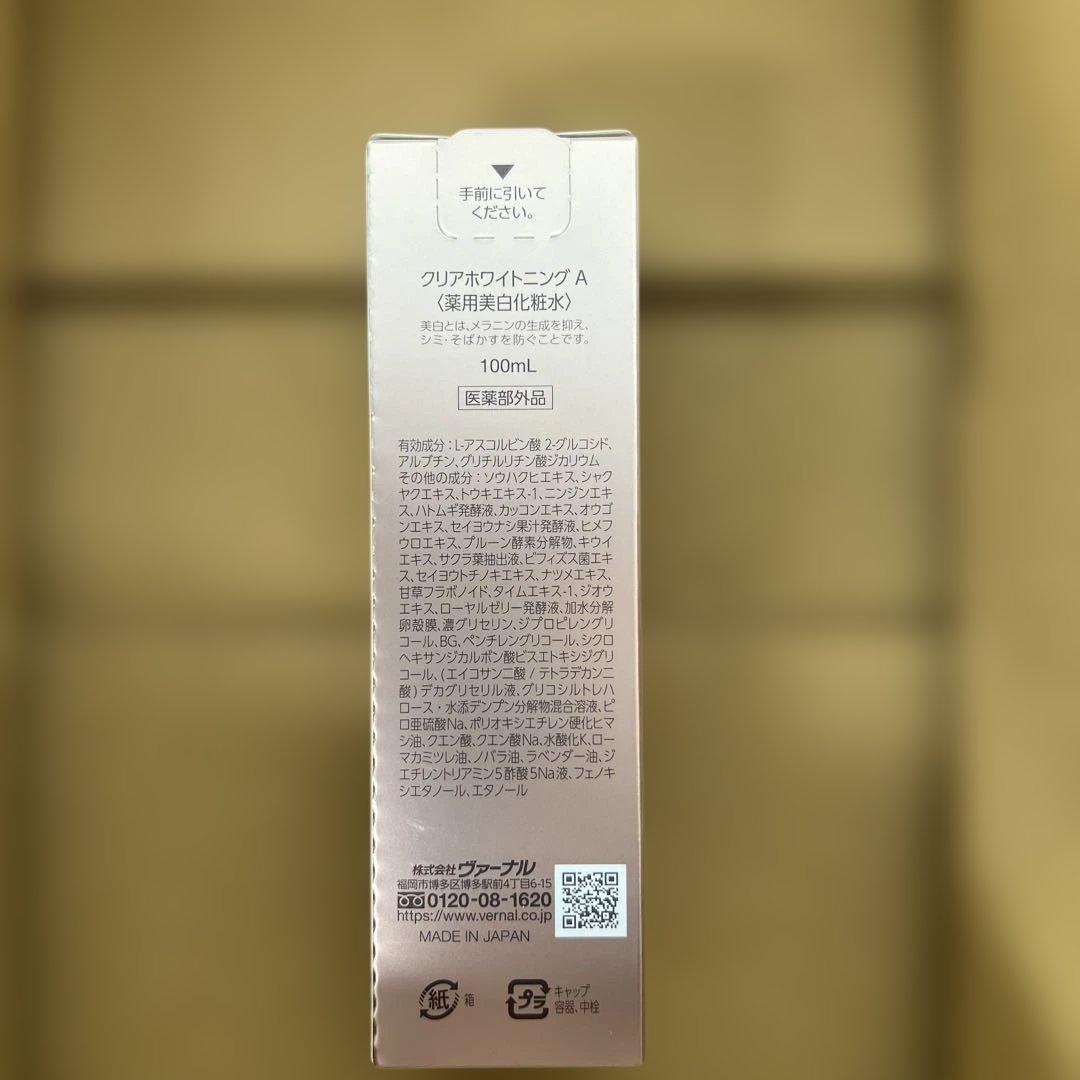 手前に引いて
ください。
クリアホワイトニング A
〈薬用美白化粧水〉
美白とは、メラニンの生成を抑え、
シミ・そばかすを防ぐことです。
100mL
医薬部外品
有効成分：L-アスコルビン酸 2-グルコシド、
アルブチン、グリチルリチン酸ジカリウム
その他の成分：ソウハクヒエキス、シャク
ヤクエキス、トウキエキス-1、ニンジンエキ
ス、ハトムギ発酵液、カッコンエキス、オウゴ
ンエキス、セイヨウナシ果汁発酵液、ヒメフ
ウロエキス、プルーン酵素分解物、キウイ
エキス、サクラ葉抽出液、ビフィズス菌エキ
ス、セイヨウトチノキエキス、ナツメエキス、
甘草フラボノイド、タイムエキス-1、ジオウ
エキス、ローヤルゼリー発酵液、加水分解
卵殻膜、濃グリセリン、ジプロピレングリ
コール、BG、ペンチレングリコール、シクロ
ヘキサンジカルボン酸ビスエトキシジグリ
コール、(エイコサン二酸 / テトラデカン二
酸) デカグリセリル液、グリコシルトレハ
ロース・水添デンプン分解物混合溶液、ピ
ロ亜硫酸Na、ポリオキシエチレン硬化ヒマ
シ油、クエン酸、クエン酸Na、水酸化K、ロー
マカミツレ油、ノバラ油、ラベンダー油、ジ
エチレントリアミン5酢酸5Na液、フェノキ
シエタノール、エタノール
株式会社ヴァーナル
福岡市博多区博多駅前4丁目6-15
0120-08-1620
https://www.vernal.co.jp
MADE IN JAPAN
紙 箱
プラ キャップ
容器、中栓